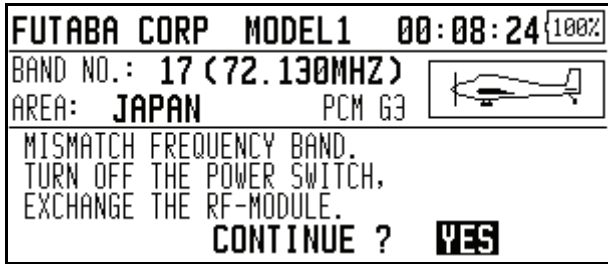 FUTABA CORP MODEL1 00:08:24 100%
BAND NO.: 17 (72.130MHZ)
AREA: JAPAN PCM G3
MISMATCH FREQUENCY BAND.
TURN OFF THE POWER SWITCH,
EXCHANGE THE RF-MODULE.
CONTINUE ? YES